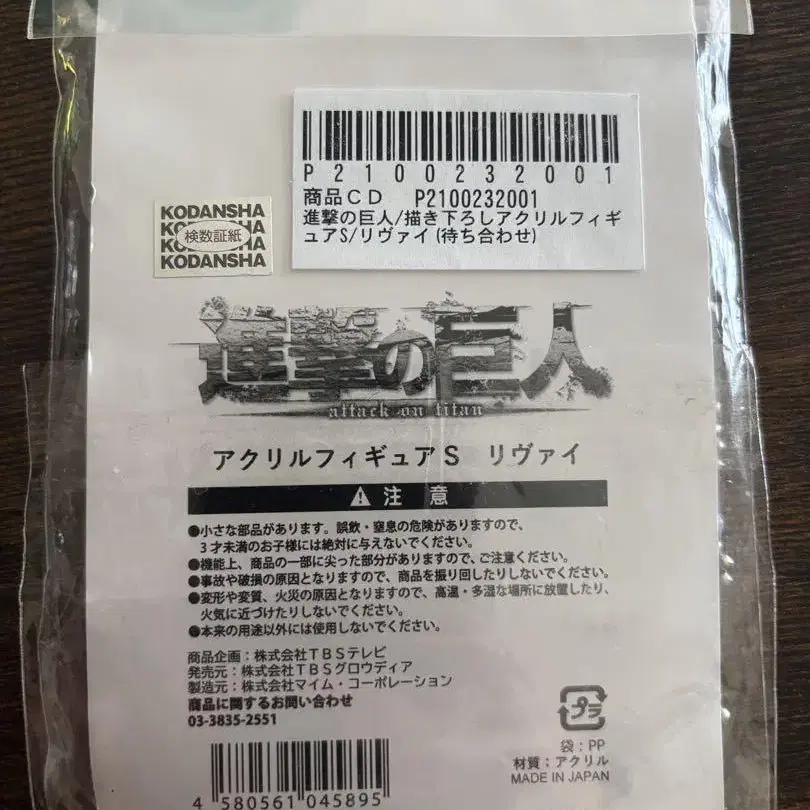 KODANSHA
KODANSHA
検数証紙
KODANSHA
KODANSHA
P2100232001
商品CD P2100232001
進撃の巨人/描き下ろしアクリルフィギ
ュアS/リヴァイ(待ち合わせ)
進撃の巨人
attack on titan
アクリルフィギュアS リヴァイ
⚠注意
●小さな部品があります。誤飲・窒息の危険がありますので、
3才未満のお子様には絶対に与えないでください。
●機能上、商品の一部に尖った部分がありますので、ご注意ください。
●事故や破損の原因となりますので、商品を振り回したりしないでください。
●変形や変質、火災の原因となりますので、高温・多湿な場所に放置したり、
火気に近づけたりしないでください。
●本来の用途以外には使用しないでください。
商品企画:株式会社TBSテレビ
発売元:株式会社TBSグロウディア
製造元:株式会社マイム・コーポレーション
商品に関するお問い合わせ
03-3835-2551
プラ
袋:PP
材質:アクリル
MADE IN JAPAN
4 580561 045895